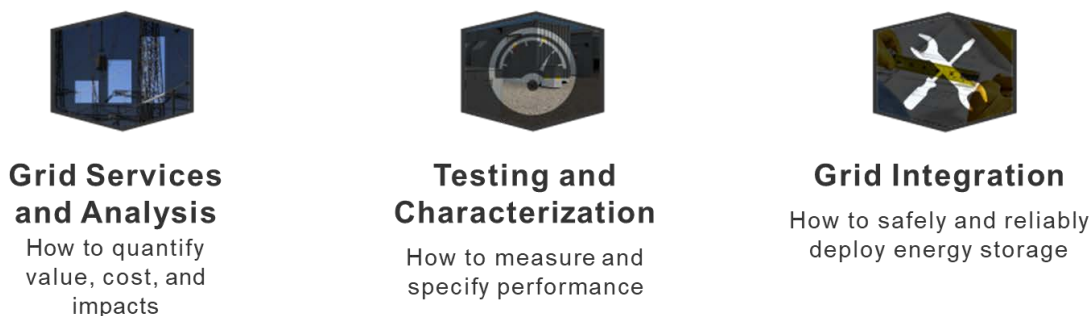 Grid Services
and Analysis
How to quantify
value, cost, and
impacts
Testing and
Characterization
How to measure and
specify performance
Grid Integration
How to safely and reliably
deploy energy storage